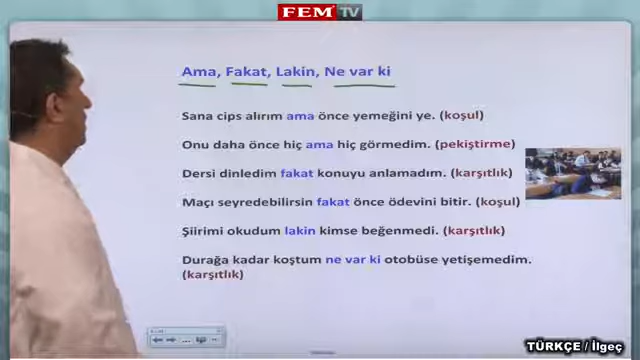 FEM TV
Ama, Fakat, Lakin, Ne var ki
Sana cips alırım ama önce yemeğini ye. (koşul)
Onu daha önce hiç ama hiç görmedim. (pekiştirme)
Dersi dinledim fakat konuyu anlamadım. (karşıtlık)
Maçı seyredebilirsin fakat önce ödevini bitir. (koşul)
Şiirimi okudum lakin kimse beğenmedi. (karşıtlık)
Durağa kadar koştum ne var ki otobüse yetişemedim.
(karşıtlık)
TÜRKÇE / İlgeç